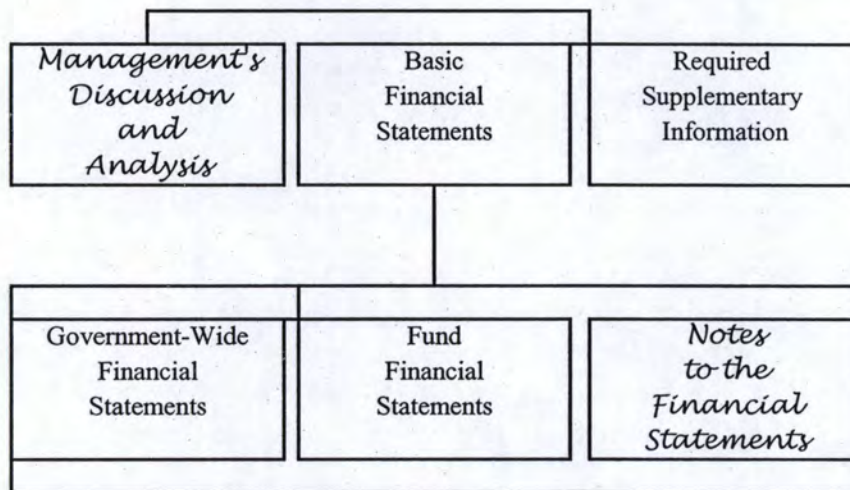 Management's
Discussion
and
Analysis
Basic
Financial
Statements
Required
Supplementary
Information
Government-Wide
Financial
Statements
Fund
Financial
Statements
Notes
to the
Financial
Statements